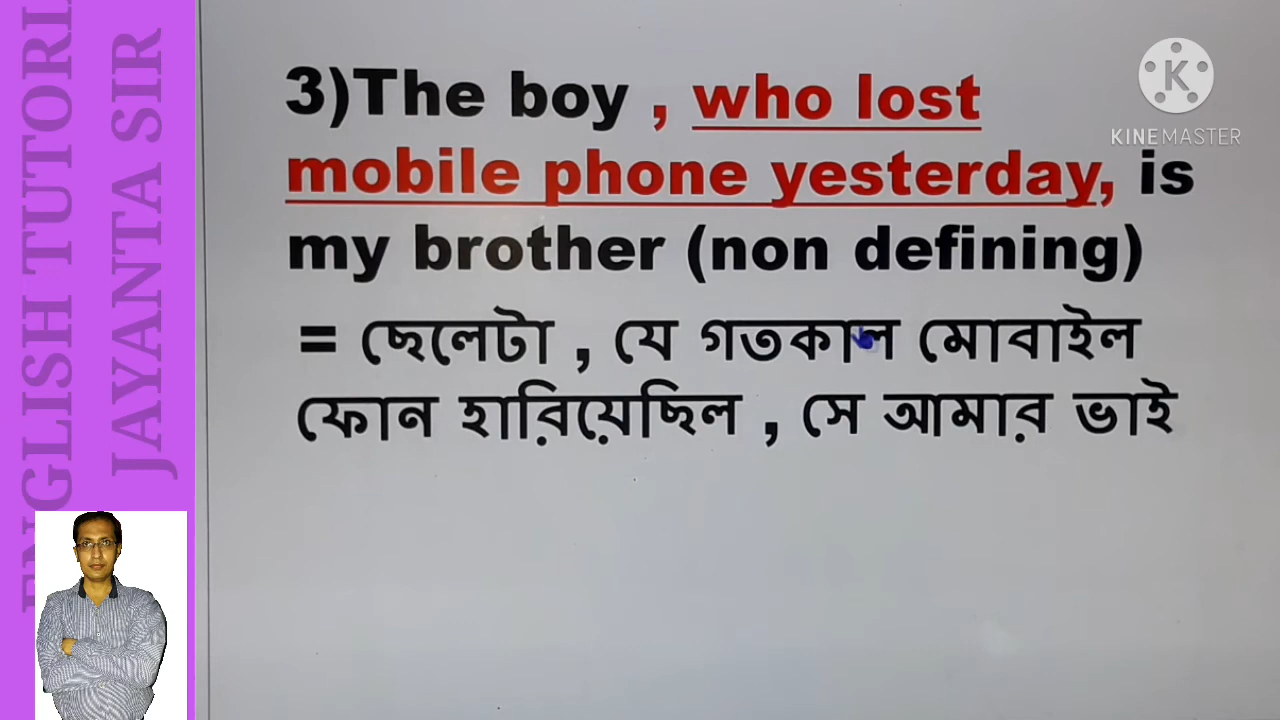 ENGLISH TUTORI
JAYANTA SIR
3)The boy , who lost
mobile phone yesterday, is
my brother (non defining)
= ছেলেটা , যে গতকাল মোবাইল
ফোন হারিয়েছিল , সে আমার ভাই
K
KINEMASTER